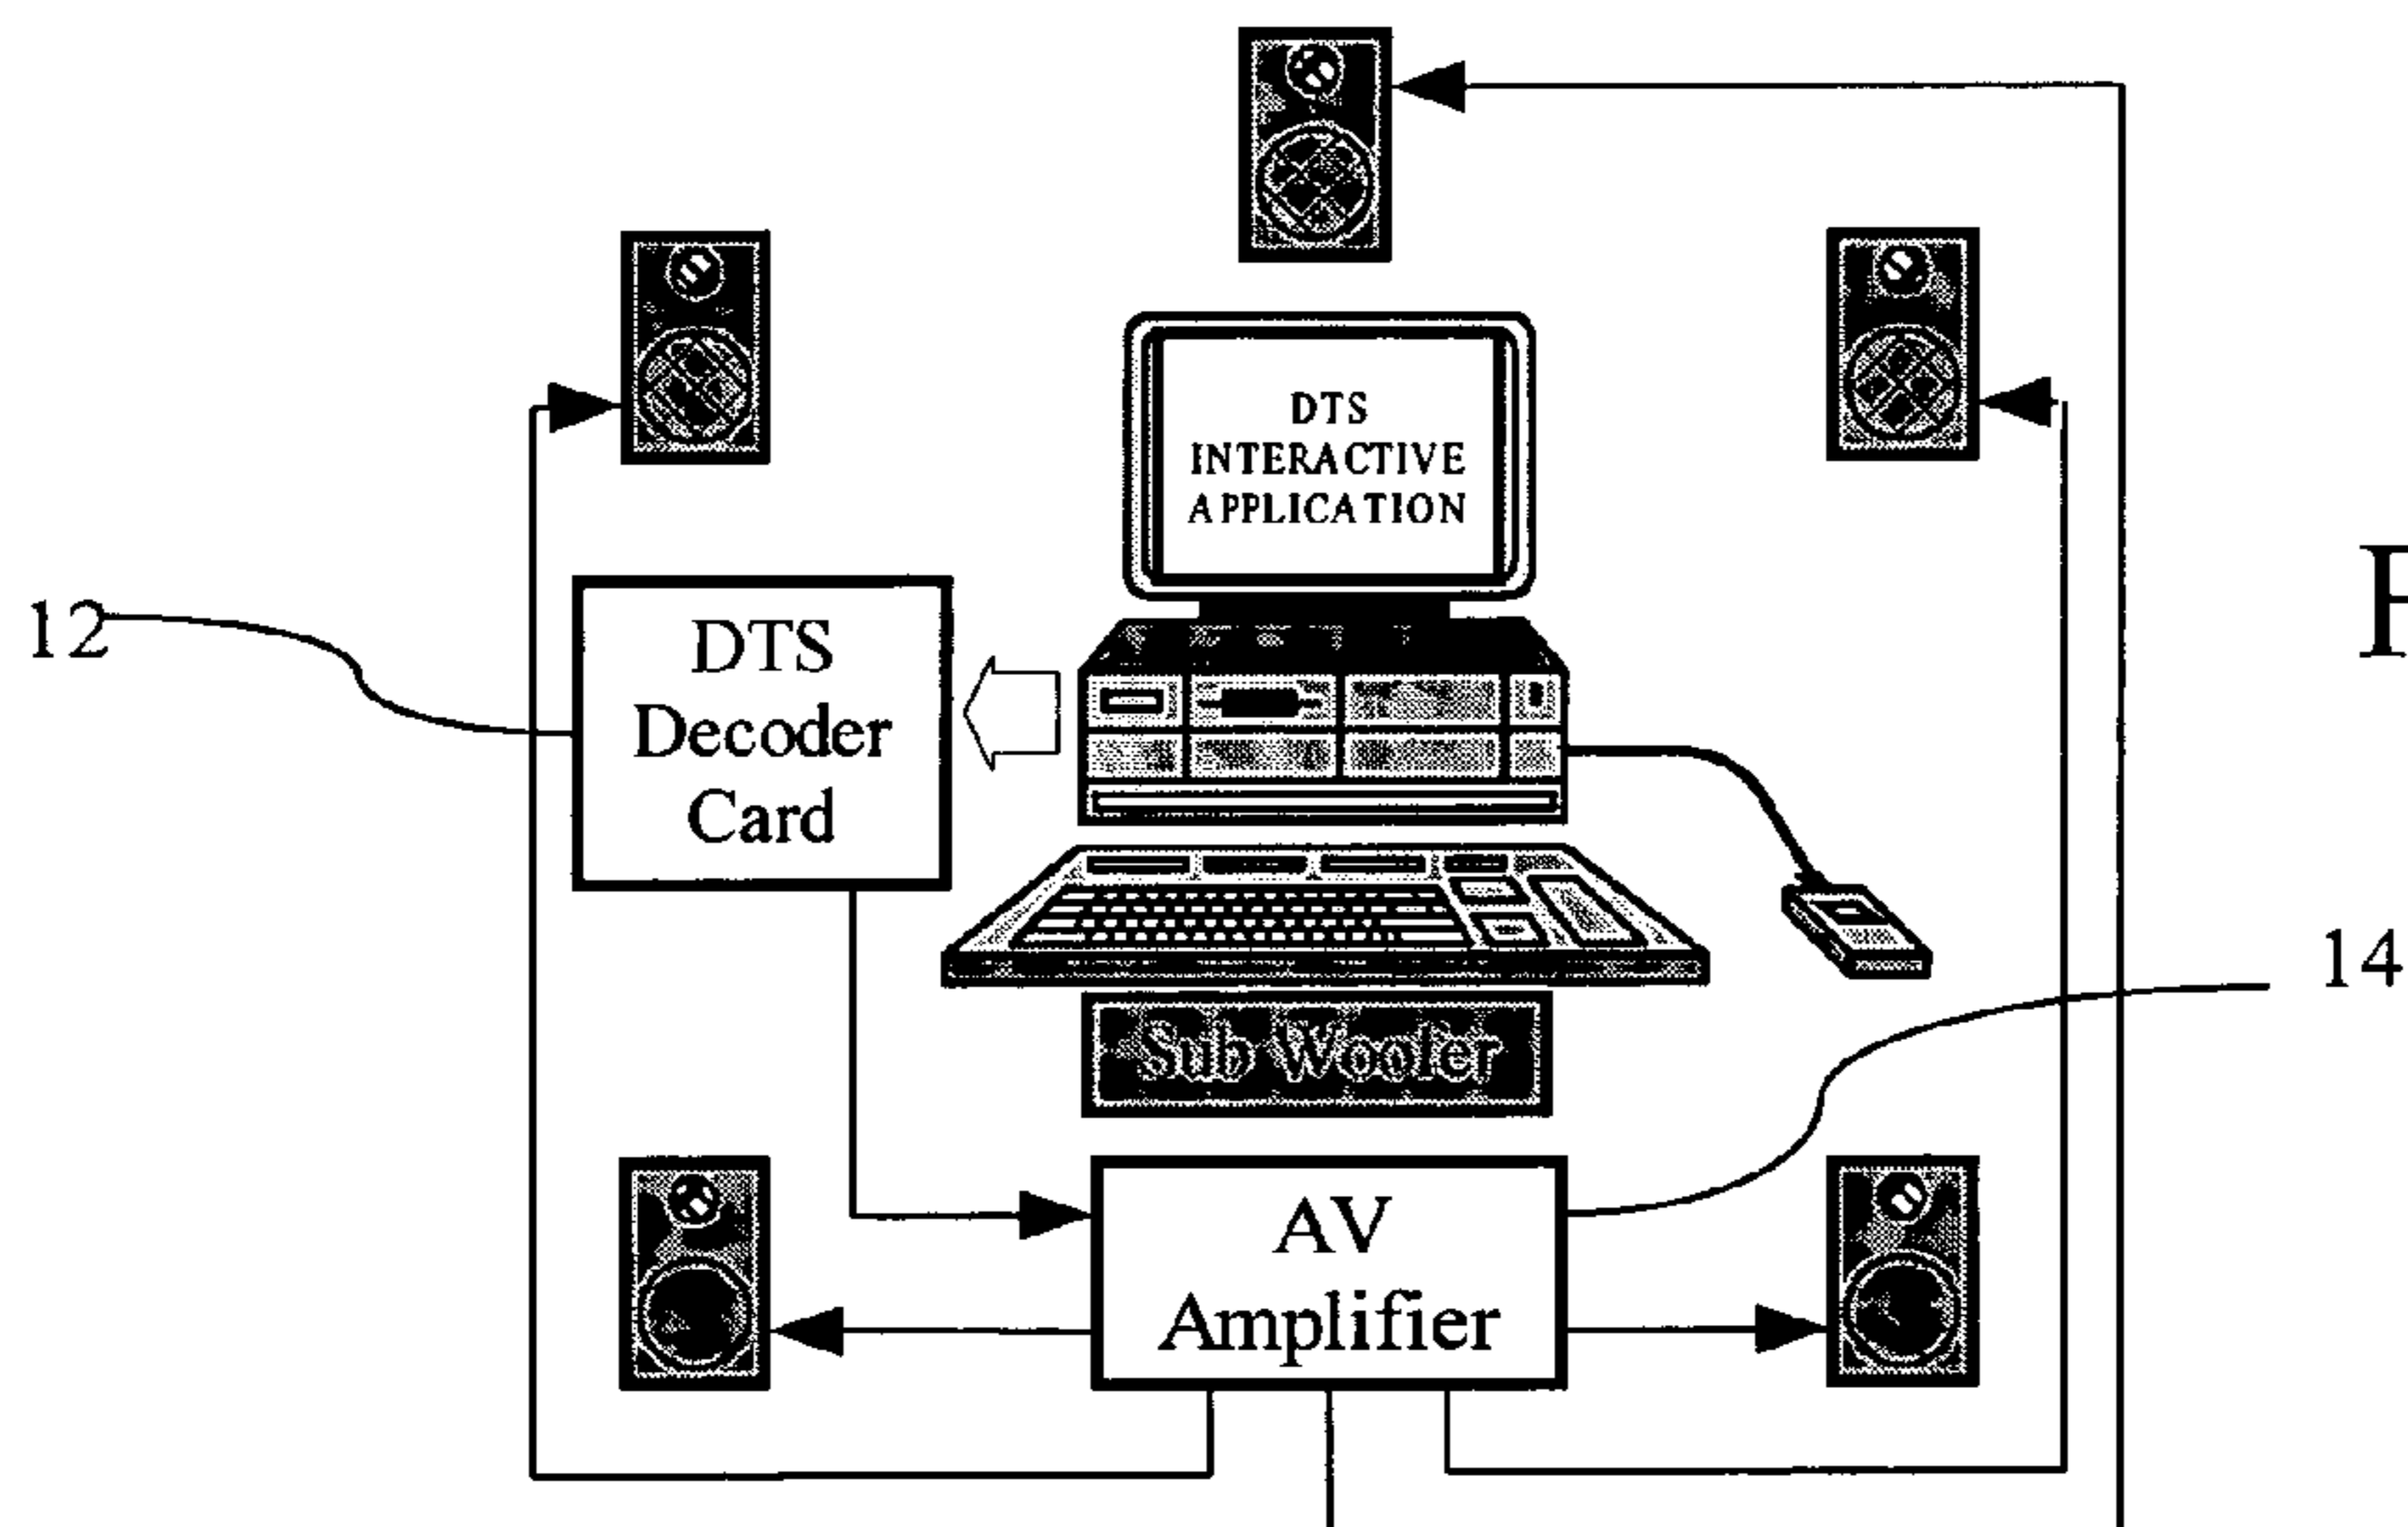 DTS
INTERACTIVE
APPLICATION
12
DTS
Decoder
Card
14
Sub Woofer
AV
Amplifier